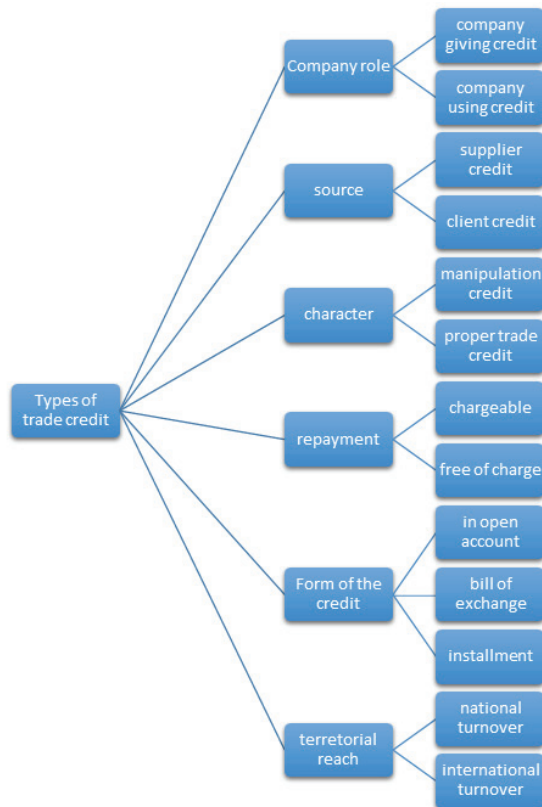 company
giving credit
Company role
company
using credit
supplier
credit
source
client credit
manipulation
credit
character
proper trade
credit
Types of
trade credit
chargeable
repayment
free of charge
in open
account
Form of the
credit
bill of
exchange
installment
national
turnover
terretorial
reach
international
turnover